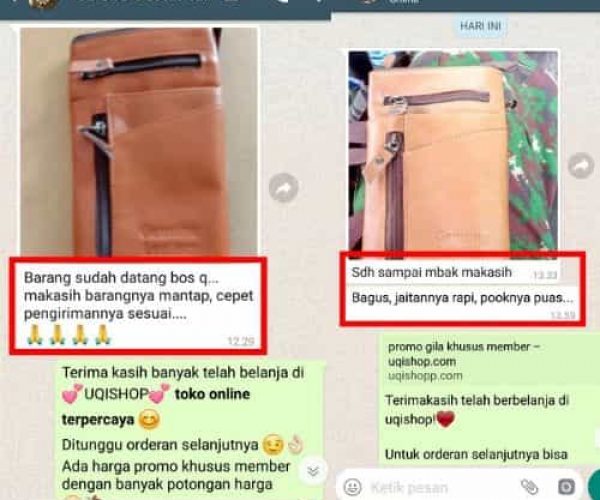 Barang sudah datang bos q...
makasih barangnya mantap, cepet
pengirimannya sesuai....
🙏🙏🙏🙏
12.29
Terima kasih banyak telah belanja di
💕UQISHOP💕 toko online
terpercaya 😊
Ditunggu orderan selanjutnya 😉👌🏻
Ada harga promo khusus member
dengan banyak potongan harga
HARI INI
Sdh sampai mbak makasih
13.33
Bagus, jaitannya rapi, pooknya puas...
13.33
promo gila khusus member –
uqishop.com
uqishopp.com
Terimakasih telah berbelanja di
uqishop!❤️
Untuk orderan selanjutnya bisa
Ketik pesan